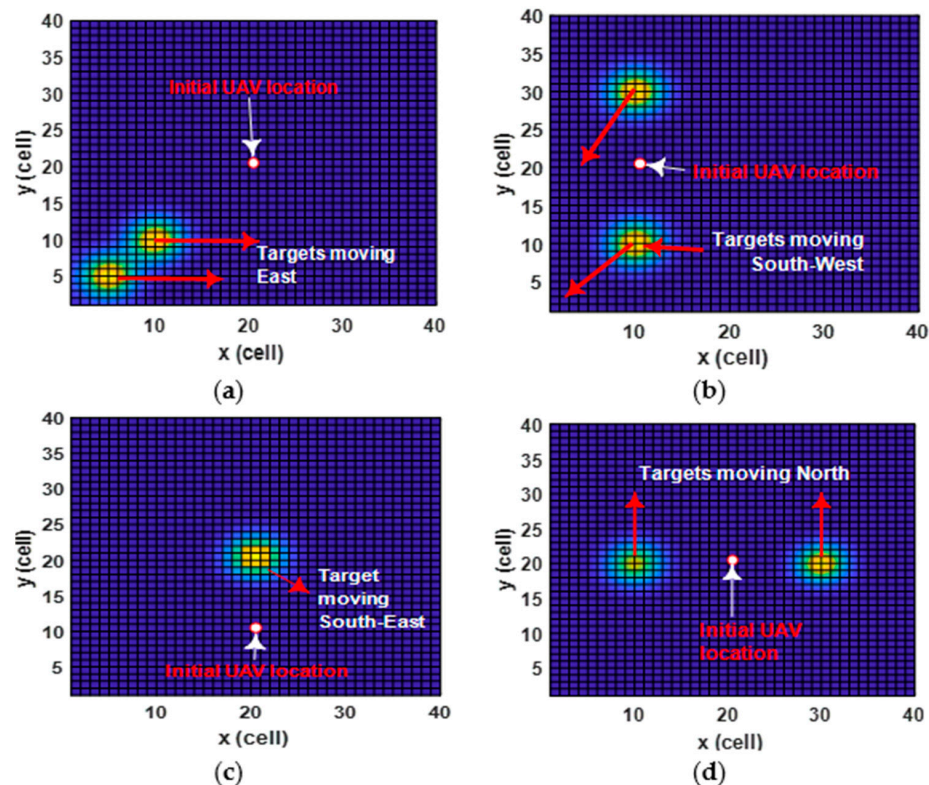 40
35
30
25
20
15
10
5
y (cell)
Initial UAV location
Targets moving
East
10 20 30 40
x (cell)
(a)
40
35
30
25
20
15
10
5
y (cell)
Initial UAV location
Targets moving
South-West
10 20 30 40
x (cell)
(b)
40
35
30
25
20
15
10
5
y (cell)
Target
moving
South-East
Initial UAV location
10 20 30 40
x (cell)
(c)
40
35
30
25
20
15
10
5
y (cell)
Targets moving North
Initial UAV
location
10 20 30 40
x (cell)
(d)